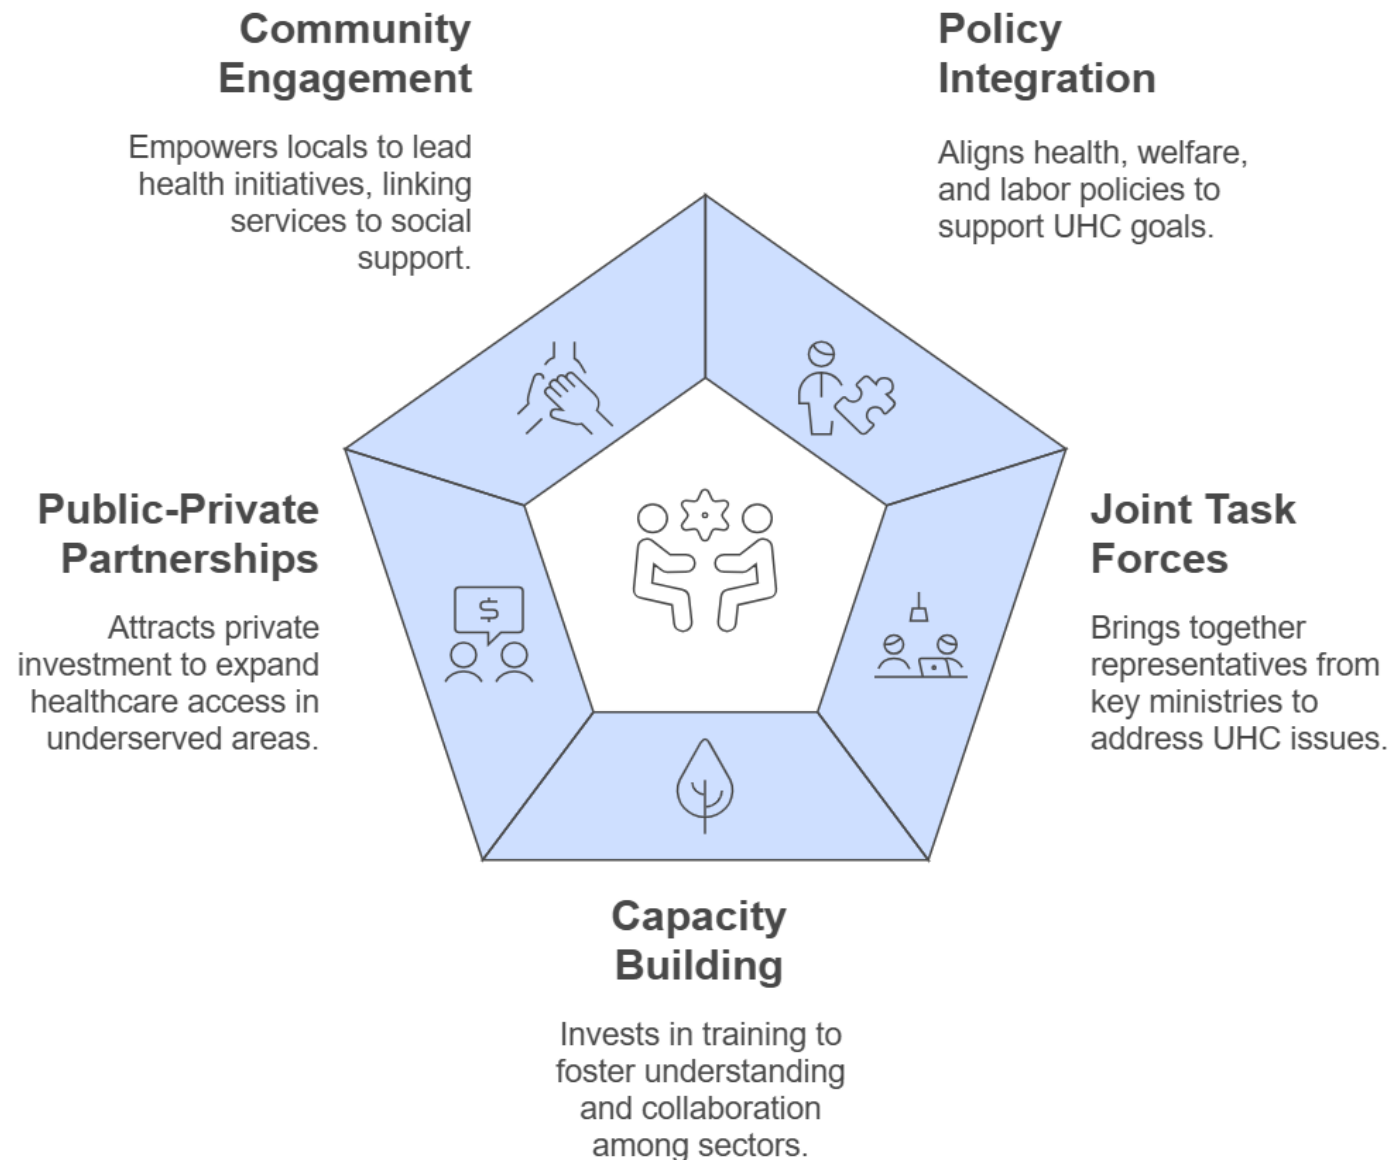 Community
Engagement
Empowers locals to lead
health initiatives, linking
services to social
support.
Policy
Integration
Aligns health, welfare,
and labor policies to
support UHC goals.
Public-Private
Partnerships
Attracts private
investment to expand
healthcare access in
underserved areas.
$
Joint Task
Forces
Brings together
representatives from
key ministries to
address UHC issues.
Capacity
Building
Invests in training to
foster understanding
and collaboration
among sectors.